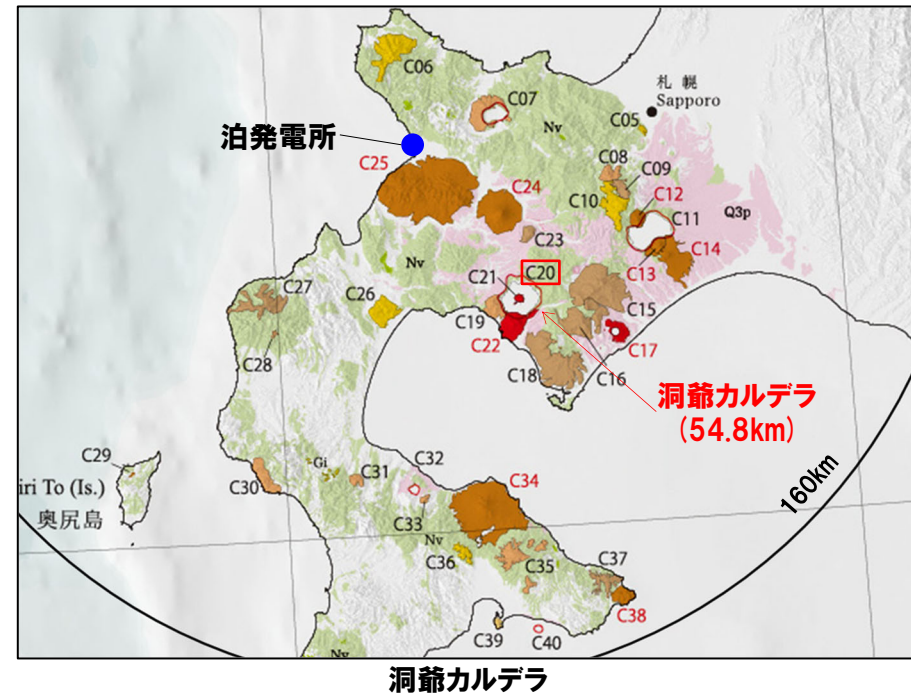 C06
C07
札 幌
Sapporo
Nv
C05
泊発電所
C25
C08
C09
C24
C10
C12
C11
Q3p
C23
C14
C13
Nv
C20
C21
C27
C26
C15
C19
C22
C17
C28
C16
C18
洞爺カルデラ
(54.8km)
C29
C32
Gi
C31
C34
160km
iri To (Is.)
C30
奥尻島
C33
Nv
C36
C35
C37
C38
C39
C40
Nv
洞爺カルデラ